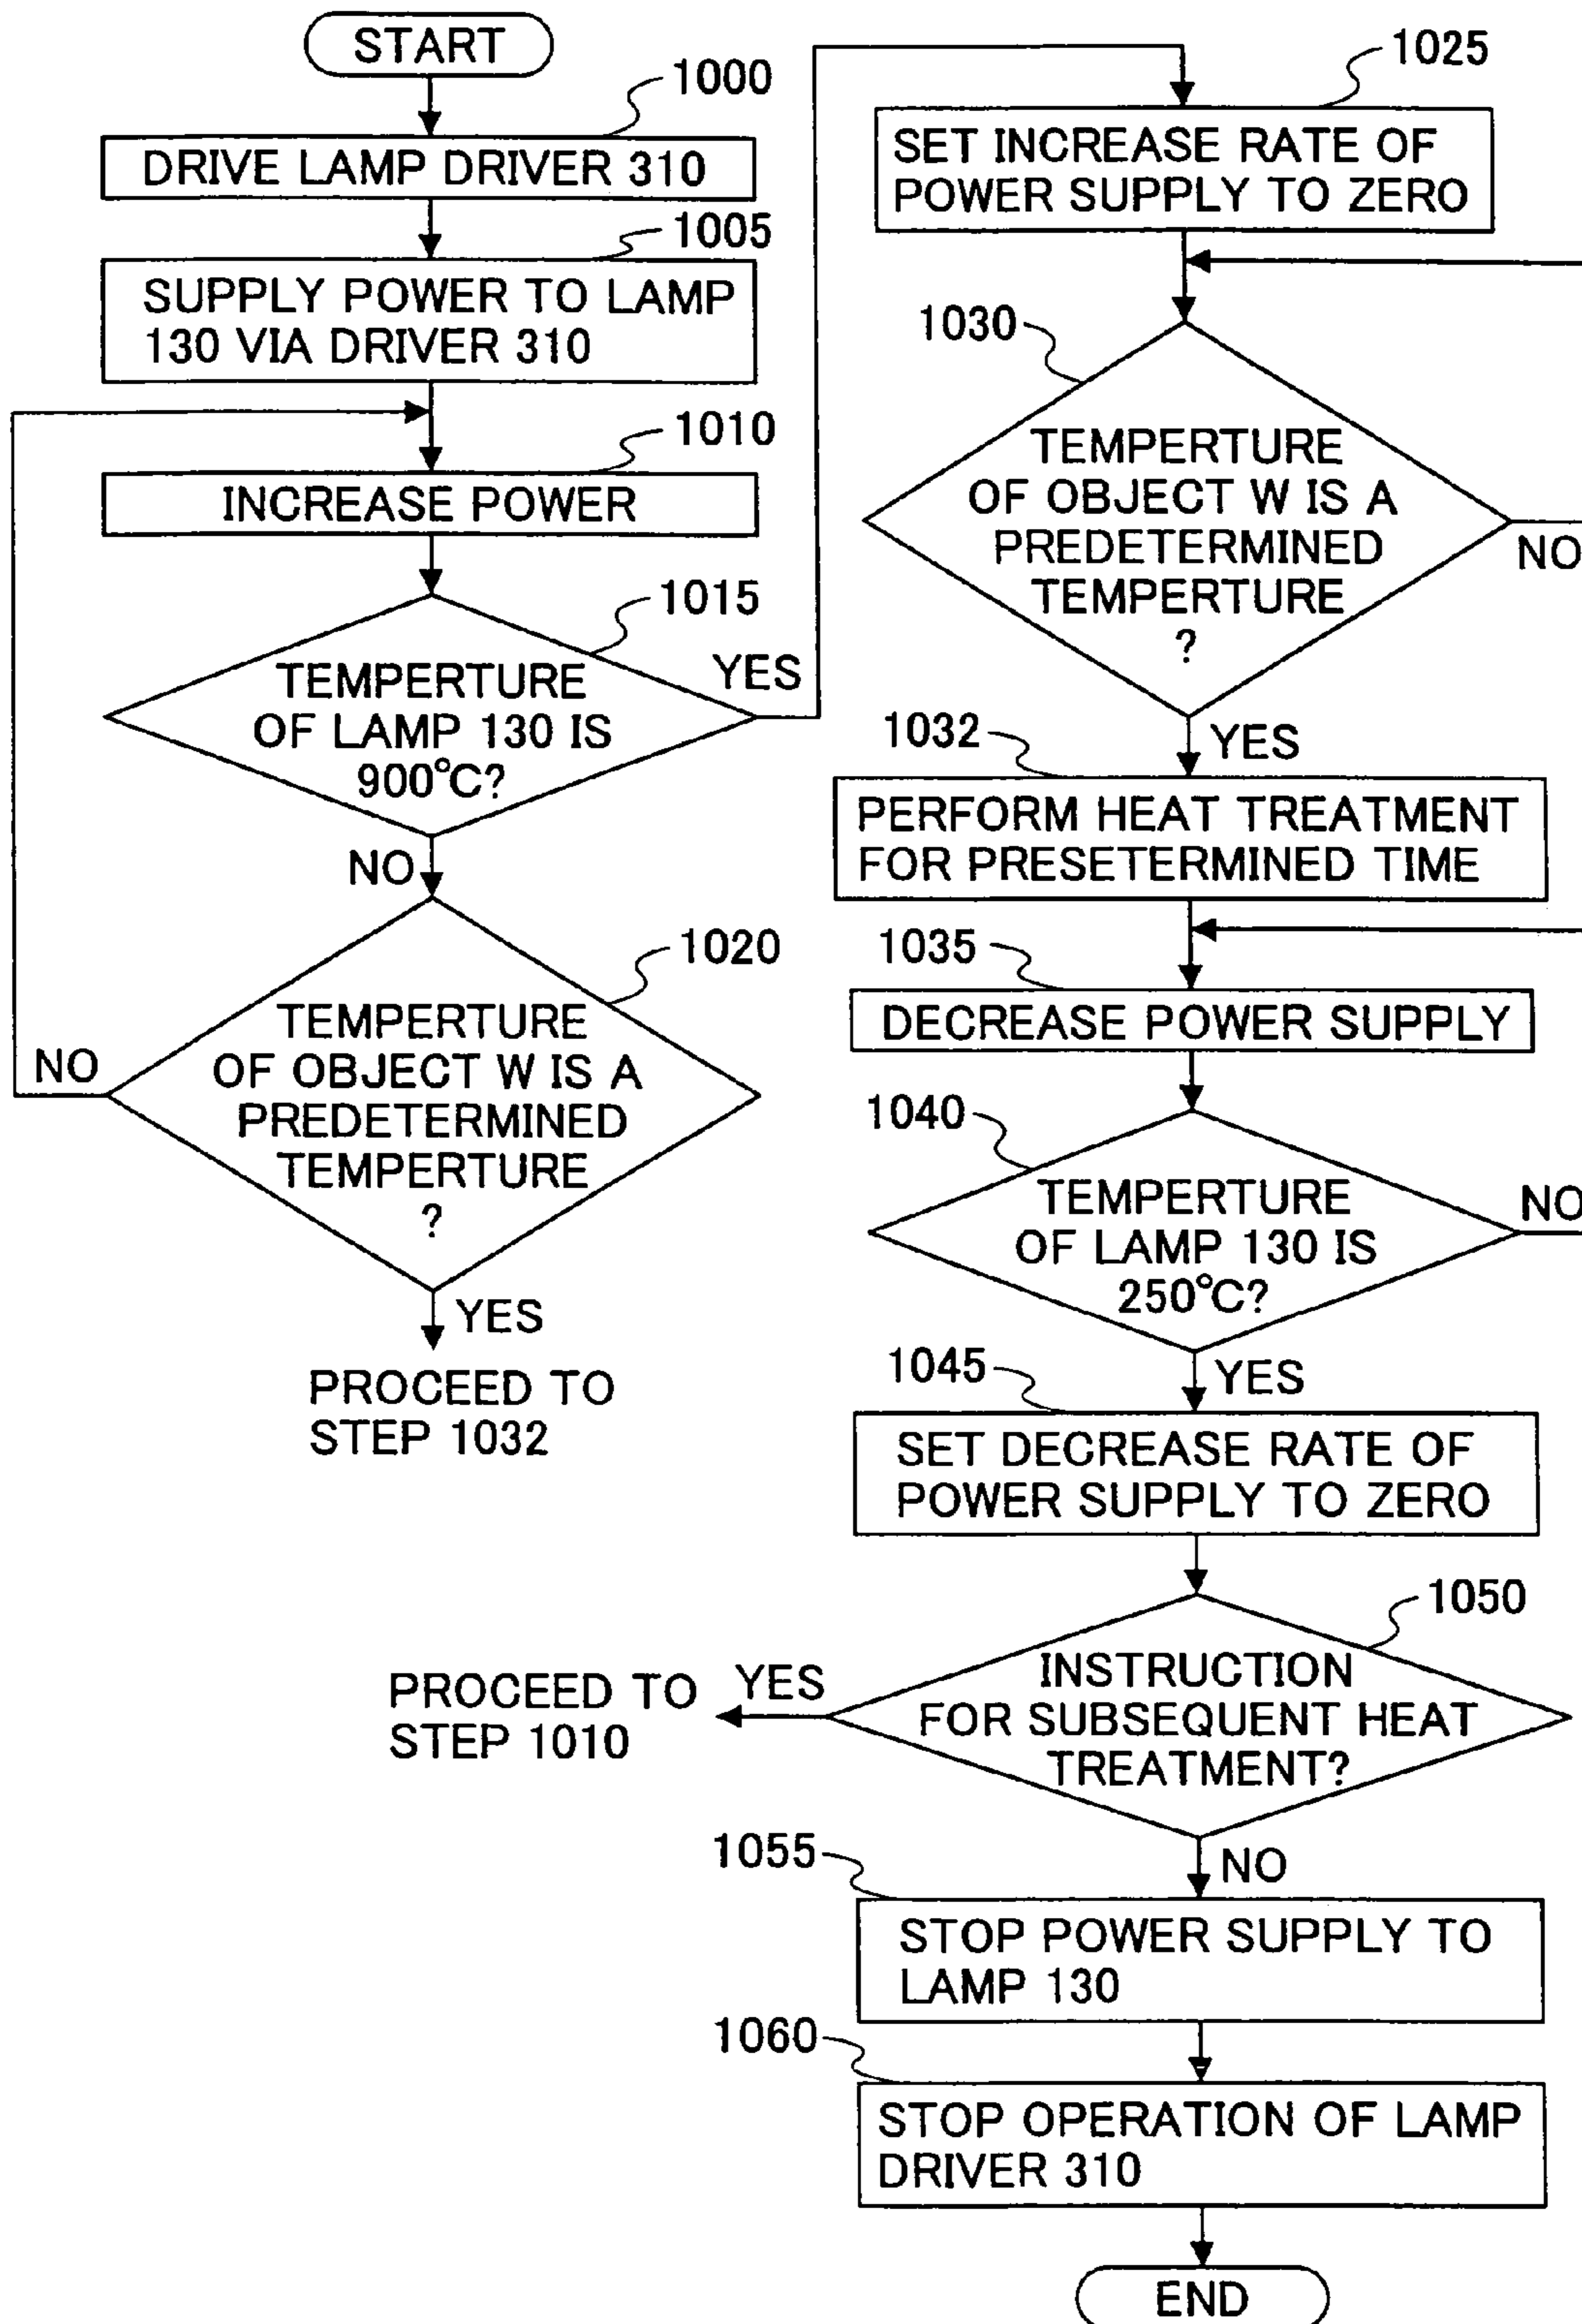 START
1000
DRIVE LAMP DRIVER 310
1005
SUPPLY POWER TO LAMP
130 VIA DRIVER 310
1010
INCREASE POWER
1015
TEMPERTURE
OF LAMP 130 IS
900°C?
YES
NO
1020
TEMPERTURE
OF OBJECT W IS A
PREDETERMINED
TEMPERTURE
?
NO
YES
PROCEED TO
STEP 1032
1025
SET INCREASE RATE OF
POWER SUPPLY TO ZERO
1030
TEMPERTURE
OF OBJECT W IS A
PREDETERMINED
TEMPERTURE
?
NO
YES
1032
PERFORM HEAT TREATMENT
FOR PRESETERMINED TIME
1035
DECREASE POWER SUPPLY
1040
TEMPERTURE
OF LAMP 130 IS
250°C?
NO
YES
1045
SET DECREASE RATE OF
POWER SUPPLY TO ZERO
1050
INSTRUCTION
FOR SUBSEQUENT HEAT
TREATMENT?
YES
PROCEED TO
STEP 1010
NO
1055
STOP POWER SUPPLY TO
LAMP 130
1060
STOP OPERATION OF LAMP
DRIVER 310
END